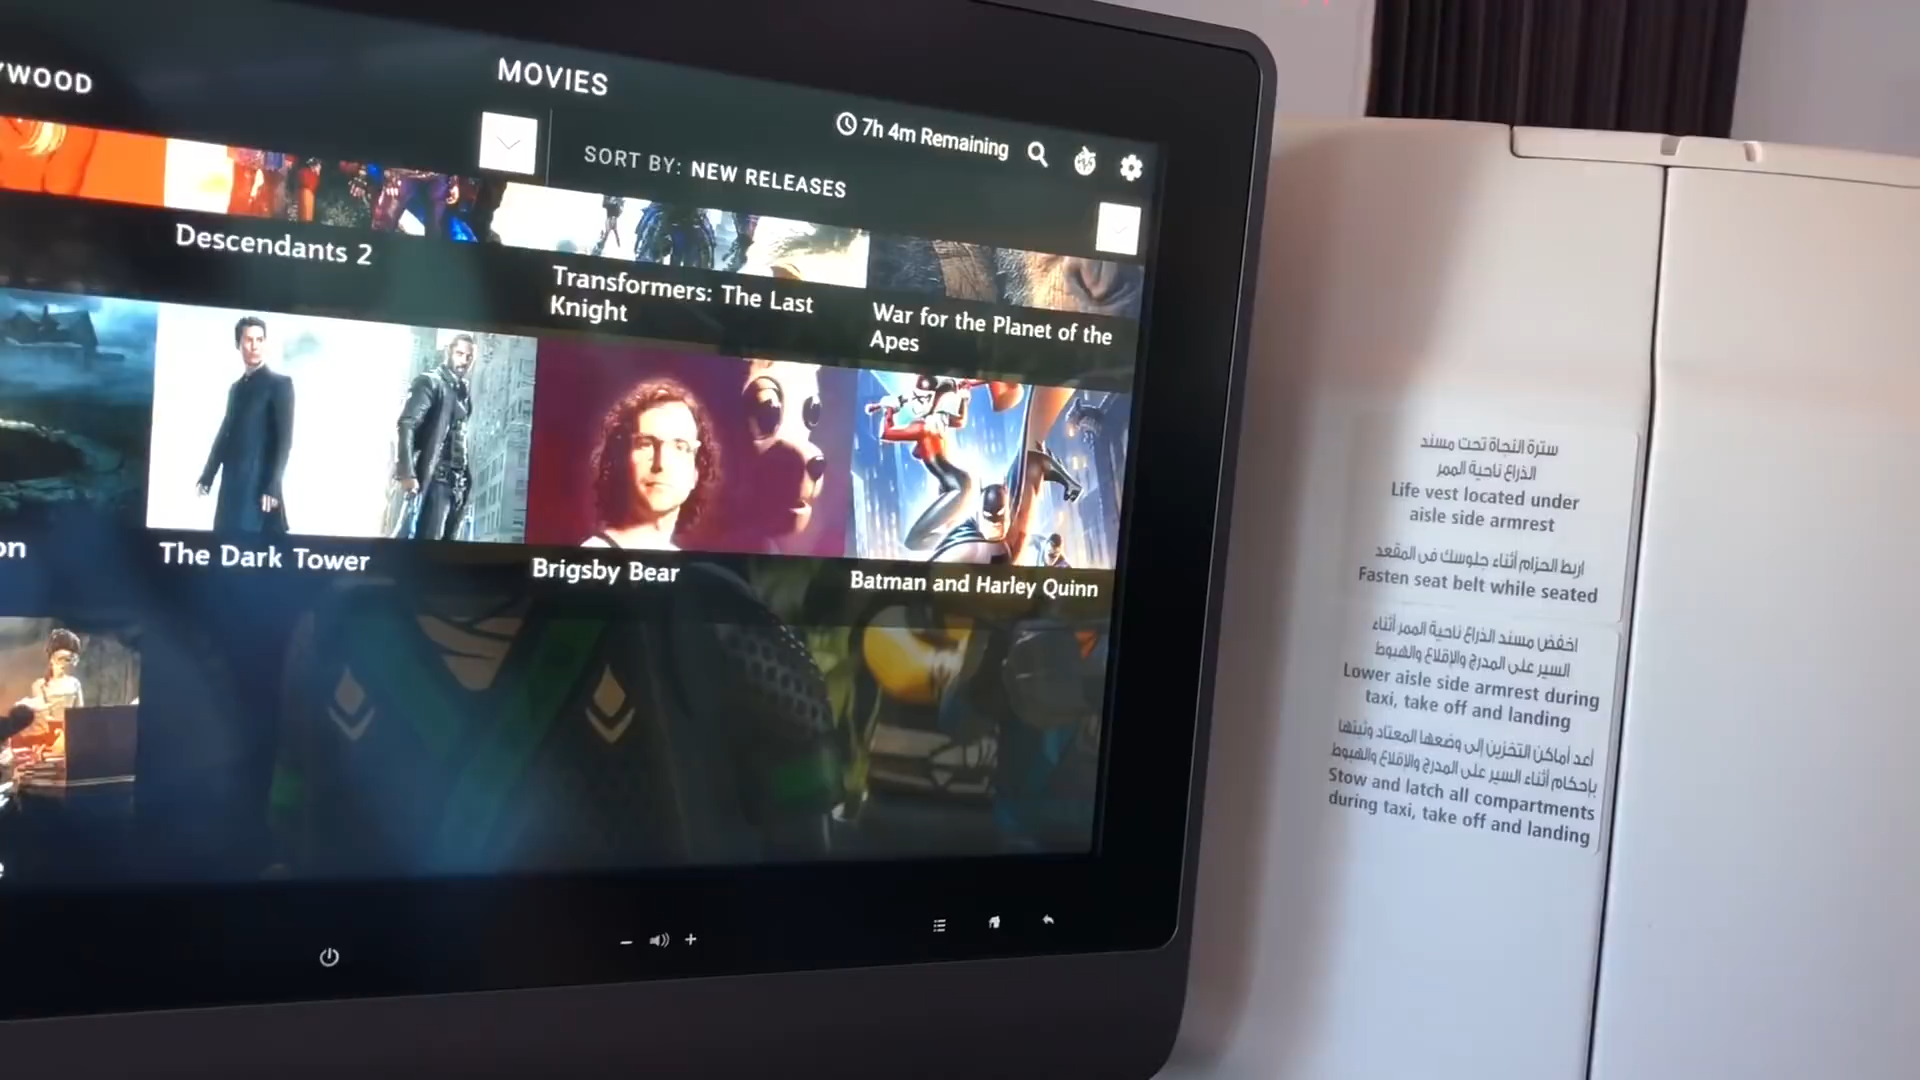 YWOOD
MOVIES
7h 4m Remaining
SORT BY: NEW RELEASES
Descendants 2
Transformers: The Last
Knight
War for the Planet of the
Apes
on
The Dark Tower
Brigsby Bear
Batman and Harley Quinn
e
سترة النجاة تحت مسند
الذراع ناحية الممر
Life vest located under
aisle side armrest
اربط الحزام أثناء جلوسك في المقعد
Fasten seat belt while seated
اخفض مسند الذراع ناحية الممر أثناء
السير على المدرج والإقلاع والهبوط
Lower aisle side armrest during
taxi, take off and landing
أعد أماكن التخزين إلى وضعها المعتاد وثبتها
بإحكام أثناء السير على المدرج والإقلاع والهبوط
Stow and latch all compartments
during taxi, take off and landing